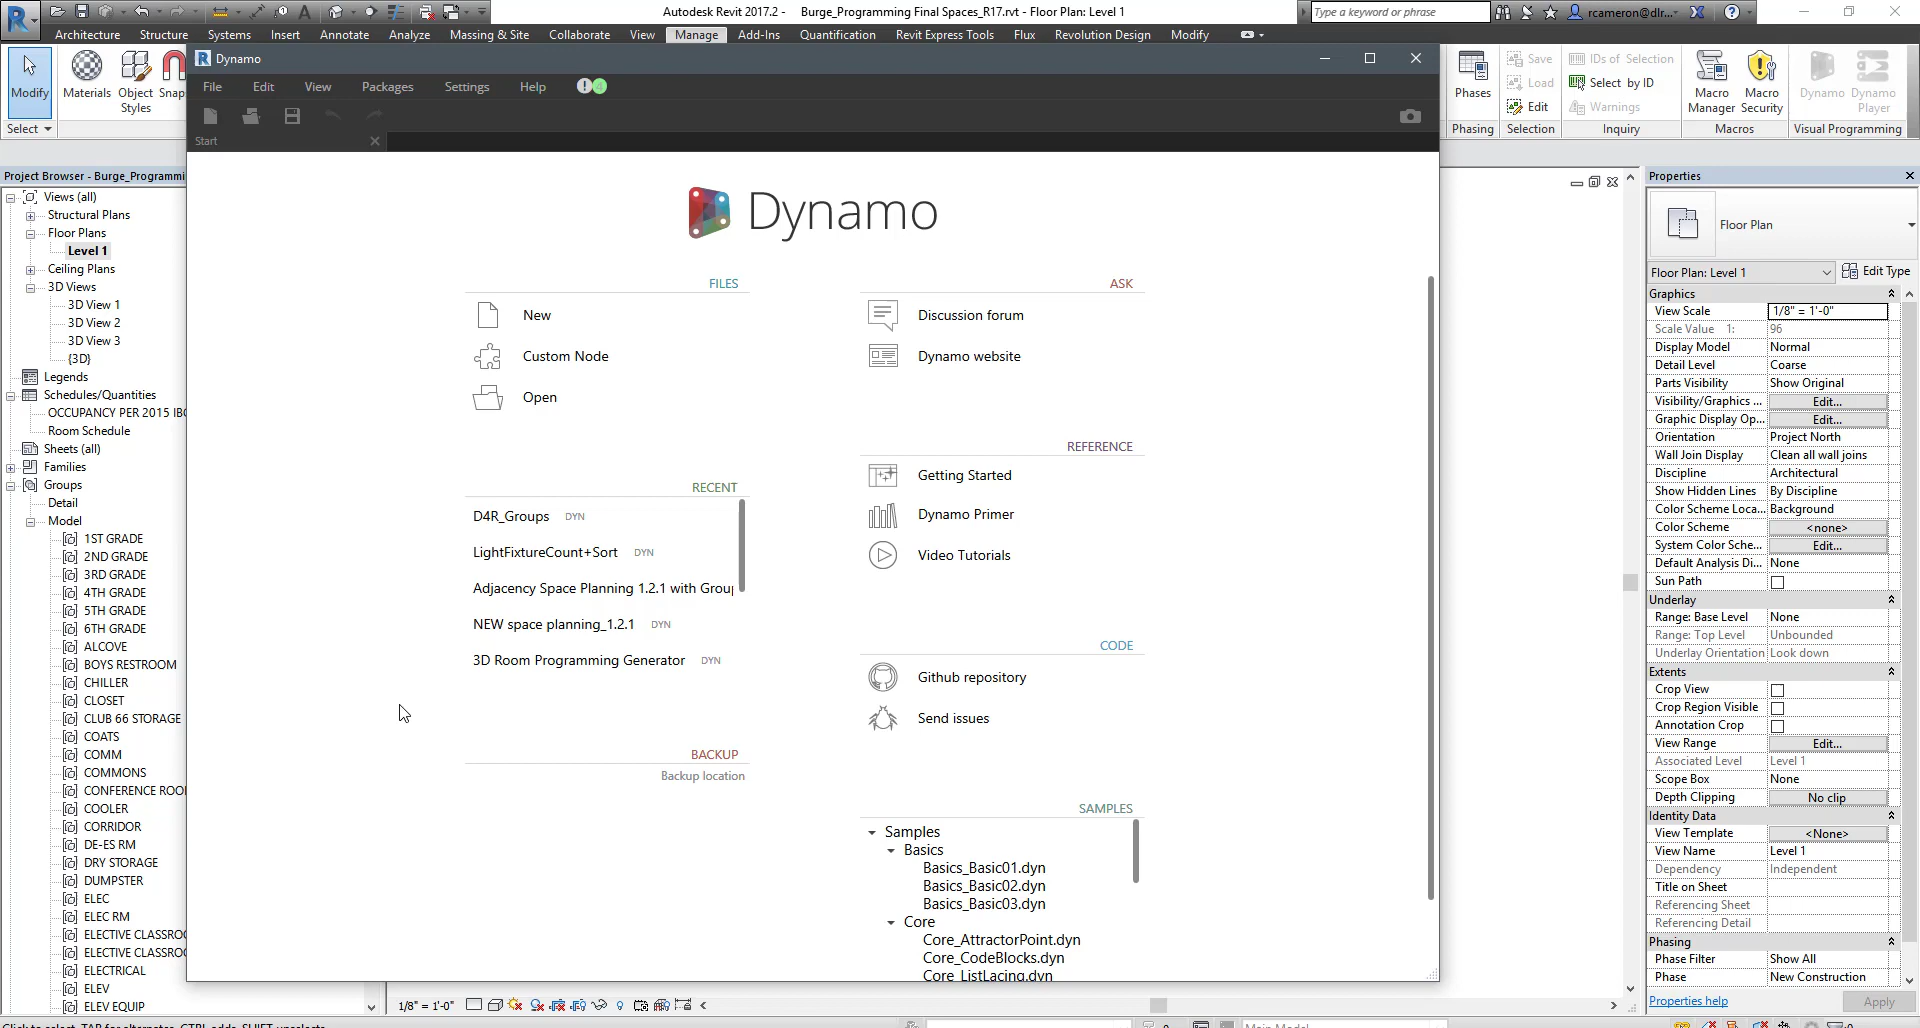 Autodesk Revit 2017.2 - Burge_Programming Final Spaces_R17.rvt - Floor Plan: Level 1
Type a keyword or phrase
rcameron@dlr...
Architecture Structure Systems Insert Annotate Analyze Massing & Site Collaborate View Manage Add-Ins Quantification Revit Express Tools Flux Revolution Design Modify
Modify
Materials
Object Styles
Snap
Select
Phases
Save
Load
Edit
IDs of Selection
Select by ID
Warnings
Macro Manager
Macro Security
Dynamo
Dynamo Player
Phasing
Selection
Inquiry
Macros
Visual Programming
Dynamo
File Edit View Packages Settings Help
Start
Project Browser - Burge_Programmi
Views (all)
Structural Plans
Floor Plans
Level 1
Ceiling Plans
3D Views
3D View 1
3D View 2
3D View 3
{3D}
Legends
Schedules/Quantities
OCCUPANCY PER 2015 IBC
Room Schedule
Sheets (all)
Families
Groups
Detail
Model
1ST GRADE
2ND GRADE
3RD GRADE
4TH GRADE
5TH GRADE
6TH GRADE
ALCOVE
BOYS RESTROOM
CHILLER
CLOSET
CLUB 66 STORAGE
COATS
COMM
COMMONS
CONFERENCE ROO
COOLER
CORRIDOR
DE-ES RM
DRY STORAGE
DUMPSTER
ELEC
ELEC RM
ELECTIVE CLASSRO
ELECTIVE CLASSRO
ELECTRICAL
ELEV
ELEV EQUIP
Dynamo
FILES
New
Custom Node
Open
RECENT
D4R_Groups DYN
LightFixtureCount+Sort DYN
Adjacency Space Planning 1.2.1 with Grou
NEW space planning_1.2.1 DYN
3D Room Programming Generator DYN
BACKUP
Backup location
ASK
Discussion forum
Dynamo website
REFERENCE
Getting Started
Dynamo Primer
Video Tutorials
CODE
Github repository
Send issues
SAMPLES
Samples
Basics
Basics_Basic01.dyn
Basics_Basic02.dyn
Basics_Basic03.dyn
Core
Core_AttractorPoint.dyn
Core_CodeBlocks.dyn
Core_ListLacing.dyn
Properties
Floor Plan
Floor Plan: Level 1 Edit Type
Graphics
View Scale 1/8" = 1'-0"
Scale Value 1: 96
Display Model Normal
Detail Level Coarse
Parts Visibility Show Original
Visibility/Graphics ... Edit...
Graphic Display Op... Edit...
Orientation Project North
Wall Join Display Clean all wall joins
Discipline Architectural
Show Hidden Lines By Discipline
Color Scheme Loca... Background
Color Scheme <none>
System Color Sche... Edit...
Default Analysis Di... None
Sun Path
Underlay
Range: Base Level None
Range: Top Level Unbounded
Underlay Orientation Look down
Extents
Crop View
Crop Region Visible
Annotation Crop
View Range Edit...
Associated Level Level 1
Scope Box None
Depth Clipping No clip
Identity Data
View Template <None>
View Name Level 1
Dependency Independent
Title on Sheet
Referencing Sheet
Referencing Detail
Phasing
Phase Filter Show All
Phase New Construction
Properties help Apply
1/8" = 1'-0"